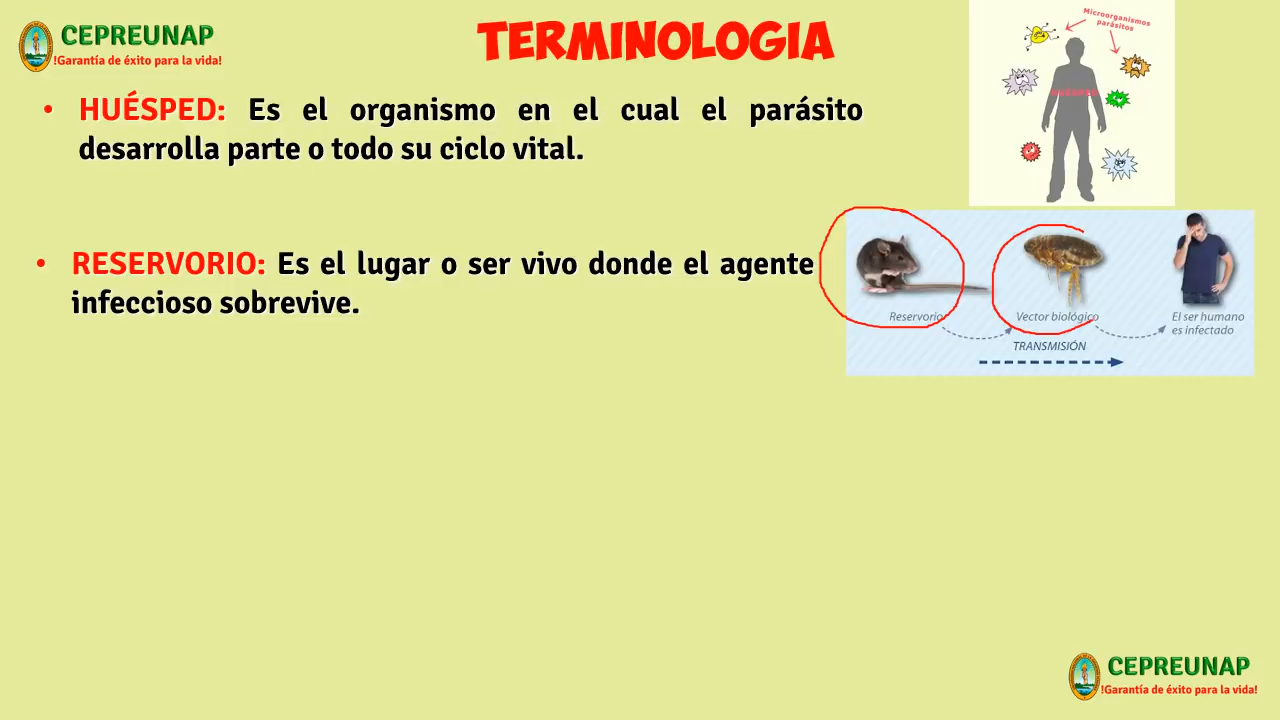 CEPREUNAP
!Garantía de éxito para la vida!
TERMINOLOGIA
Microorganismos
parásitos
• HUÉSPED: Es el organismo en el cual el parásito
desarrolla parte o todo su ciclo vital.
• RESERVORIO: Es el lugar o ser vivo donde el agente
infeccioso sobrevive.
Reservorio
Vector biológico
El ser humano
es infectado
TRANSMISIÓN
CEPREUNAP
!Garantía de éxito para la vida!